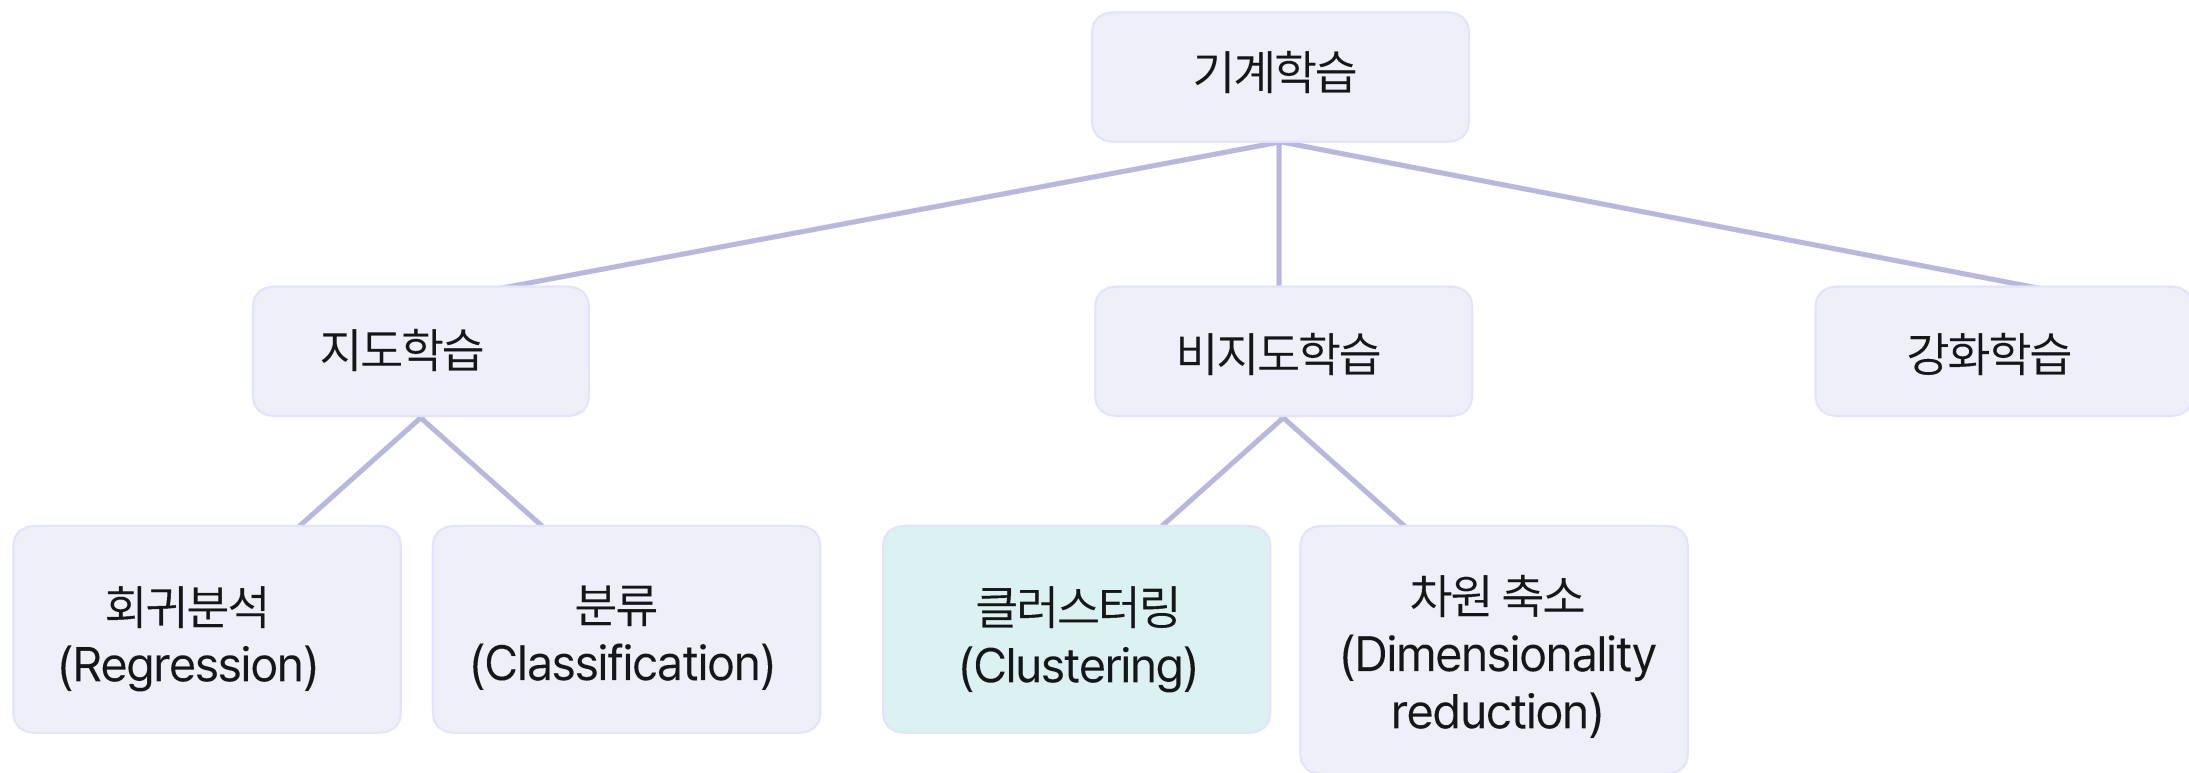 기계학습
지도학습
비지도학습
강화학습
회귀분석
(Regression)
분류
(Classification)
클러스터링
(Clustering)
차원 축소
(Dimensionality
reduction)